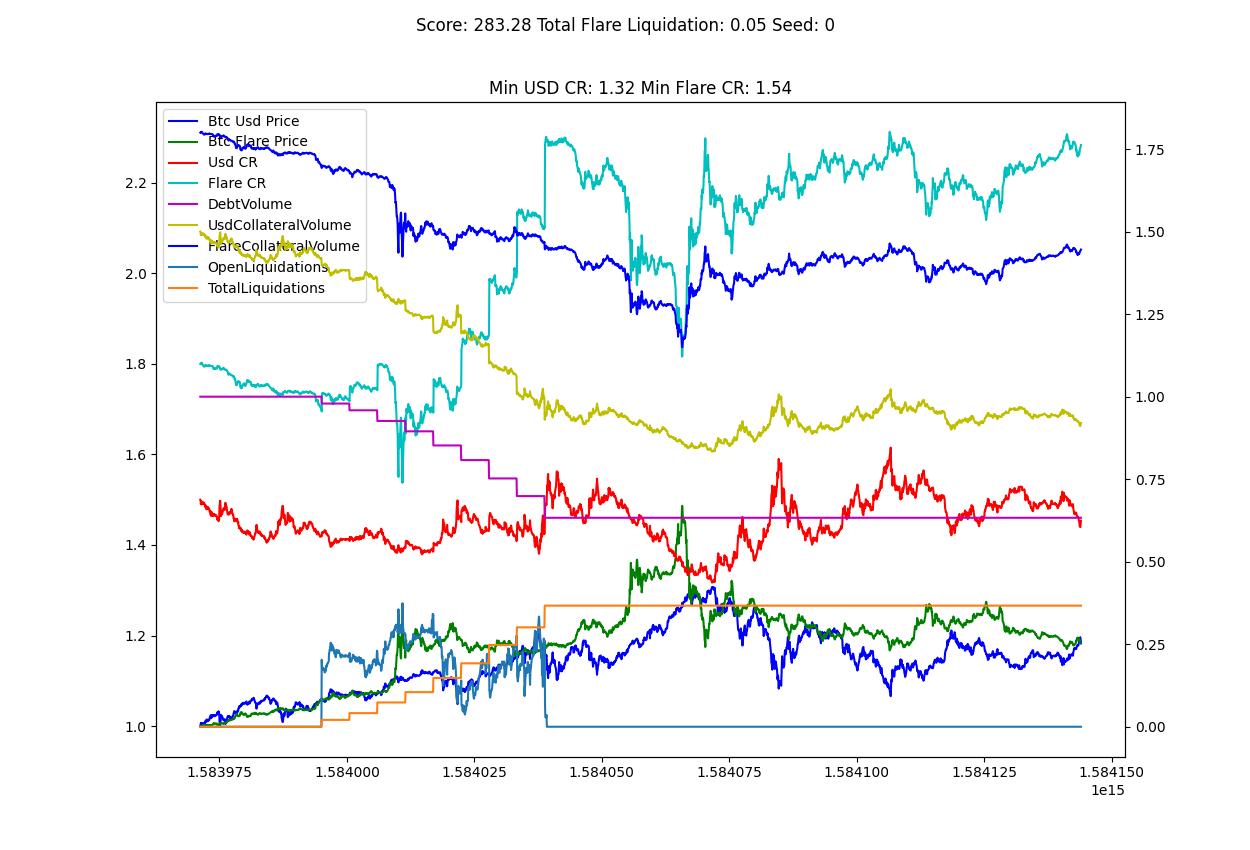 Score: 283.28 Total Flare Liquidation: 0.05 Seed: 0
Min USD CR: 1.32 Min Flare CR: 1.54
Btc Usd Price
Btc Flare Price
Usd CR
Flare CR
DebtVolume
UsdCollateralVolume
FlareCollateralVolume
OpenLiquidations
TotalLiquidations
2.2
2.0
1.8
1.6
1.4
1.2
1.0
1.75
1.50
1.25
1.00
0.75
0.50
0.25
0.00
1.583975 1.584000 1.584025 1.584050 1.584075 1.584100 1.584125 1.584150
1e15